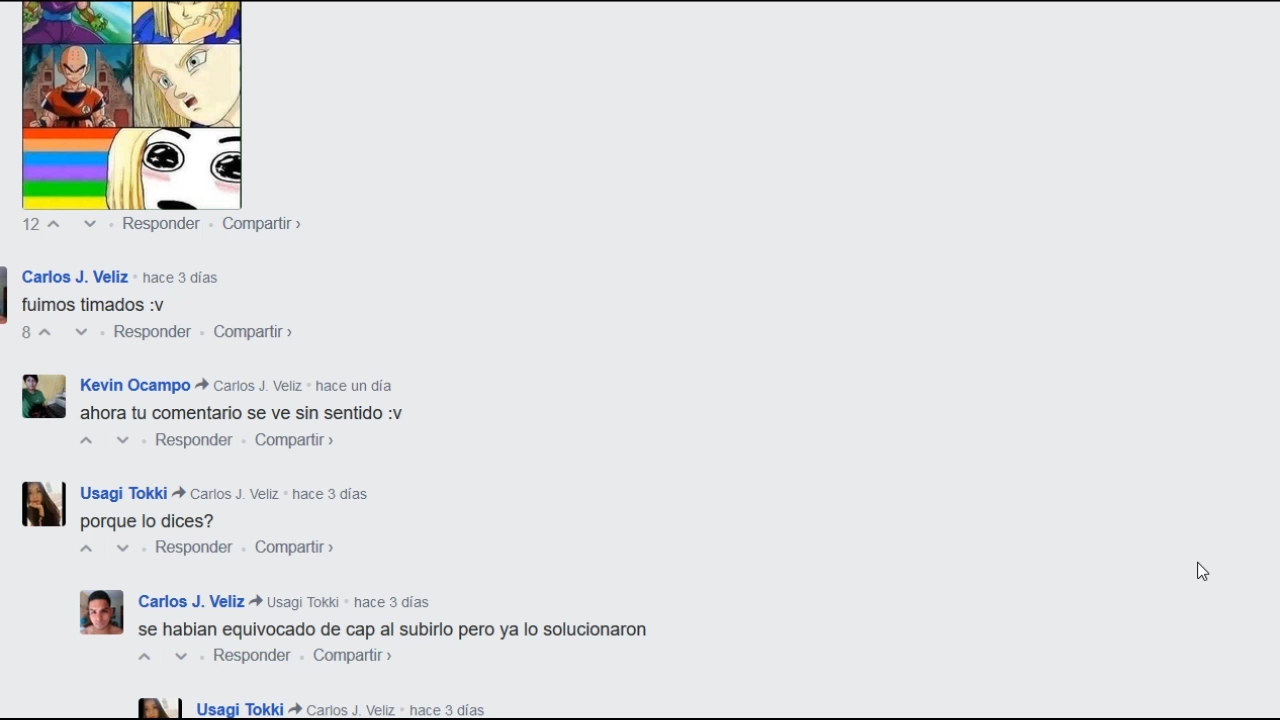 12 • Responder • Compartir ›
Carlos J. Veliz • hace 3 días
fuimos timados :v
8 • Responder • Compartir ›
Kevin Ocampo Carlos J. Veliz • hace un día
ahora tu comentario se ve sin sentido :v
• Responder • Compartir ›
Usagi Tokki Carlos J. Veliz • hace 3 días
porque lo dices?
• Responder • Compartir ›
Carlos J. Veliz Usagi Tokki • hace 3 días
se habian equivocado de cap al subirlo pero ya lo solucionaron
• Responder • Compartir ›
Usagi Tokki Carlos J. Veliz • hace 3 días